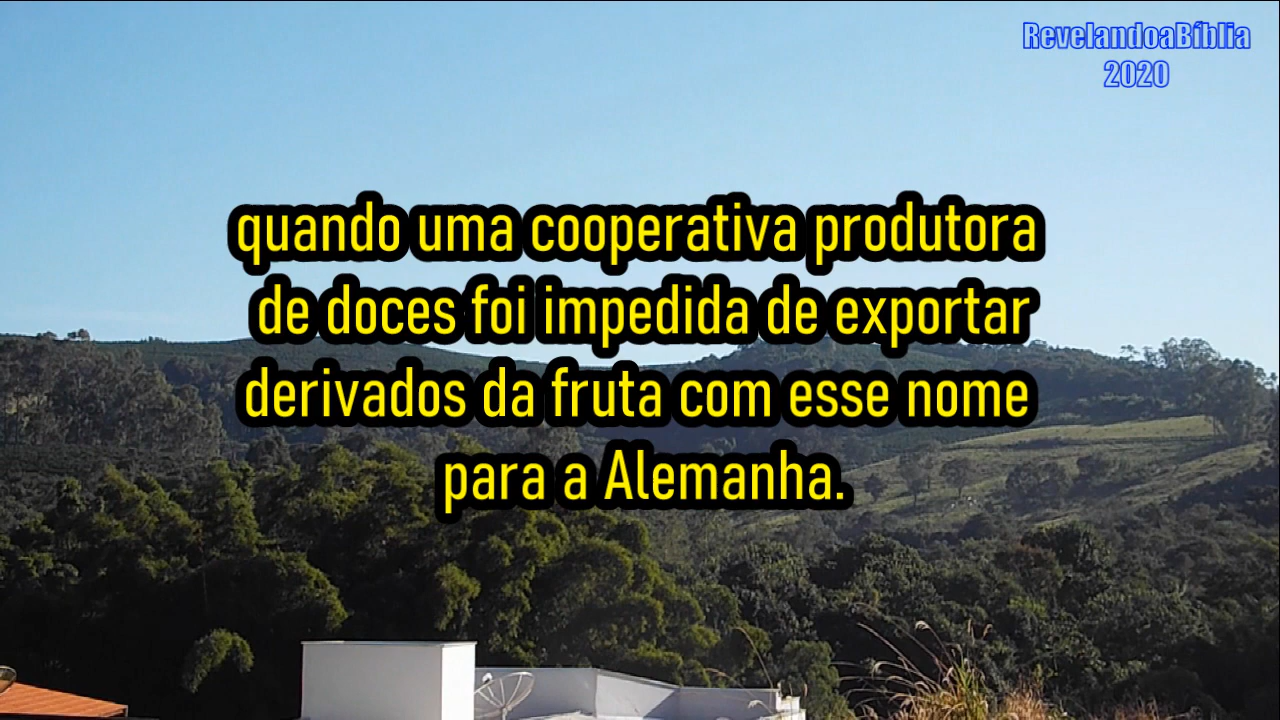 RevelandoaBíblia
2020
quando uma cooperativa produtora
de doces foi impedida de exportar
derivados da fruta com esse nome
para a Alemanha.